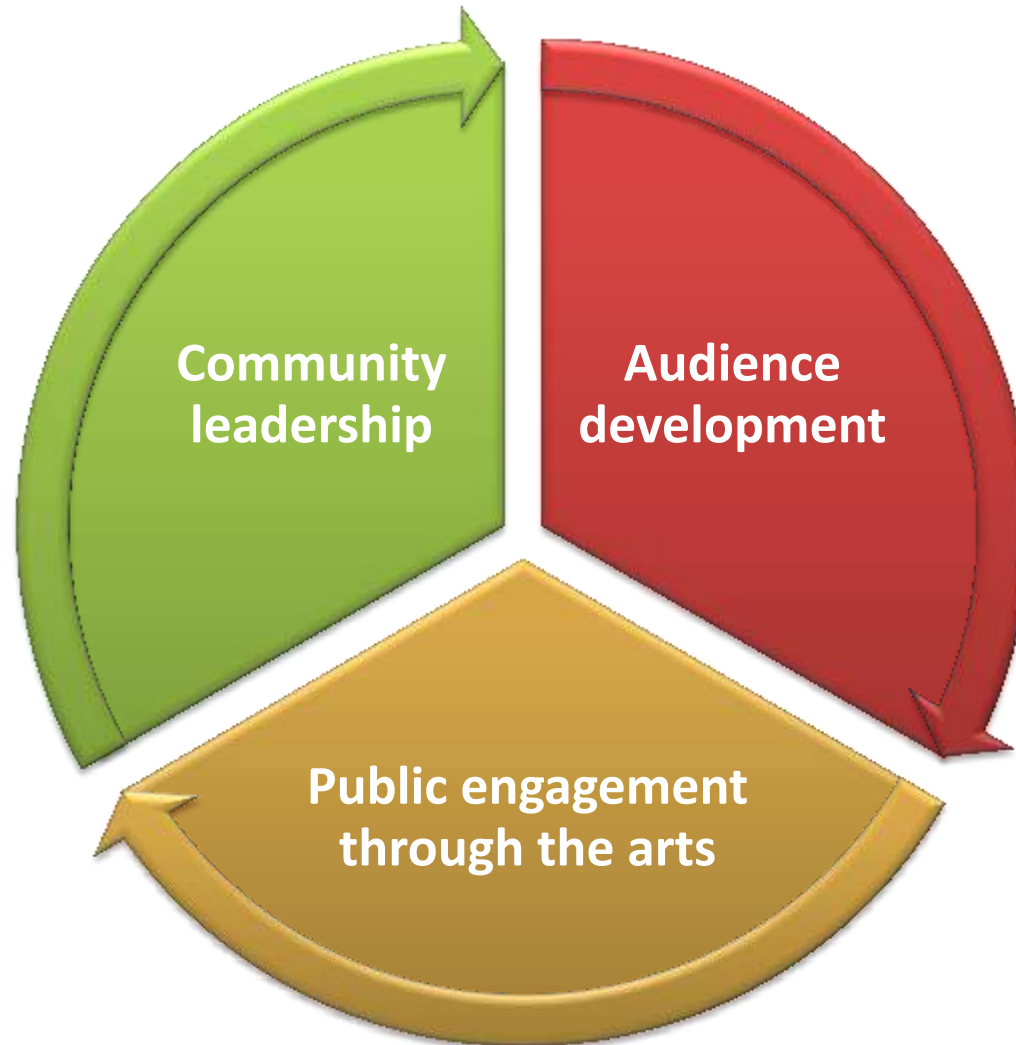 Community
leadership
Audience
development
Public engagement
through the arts